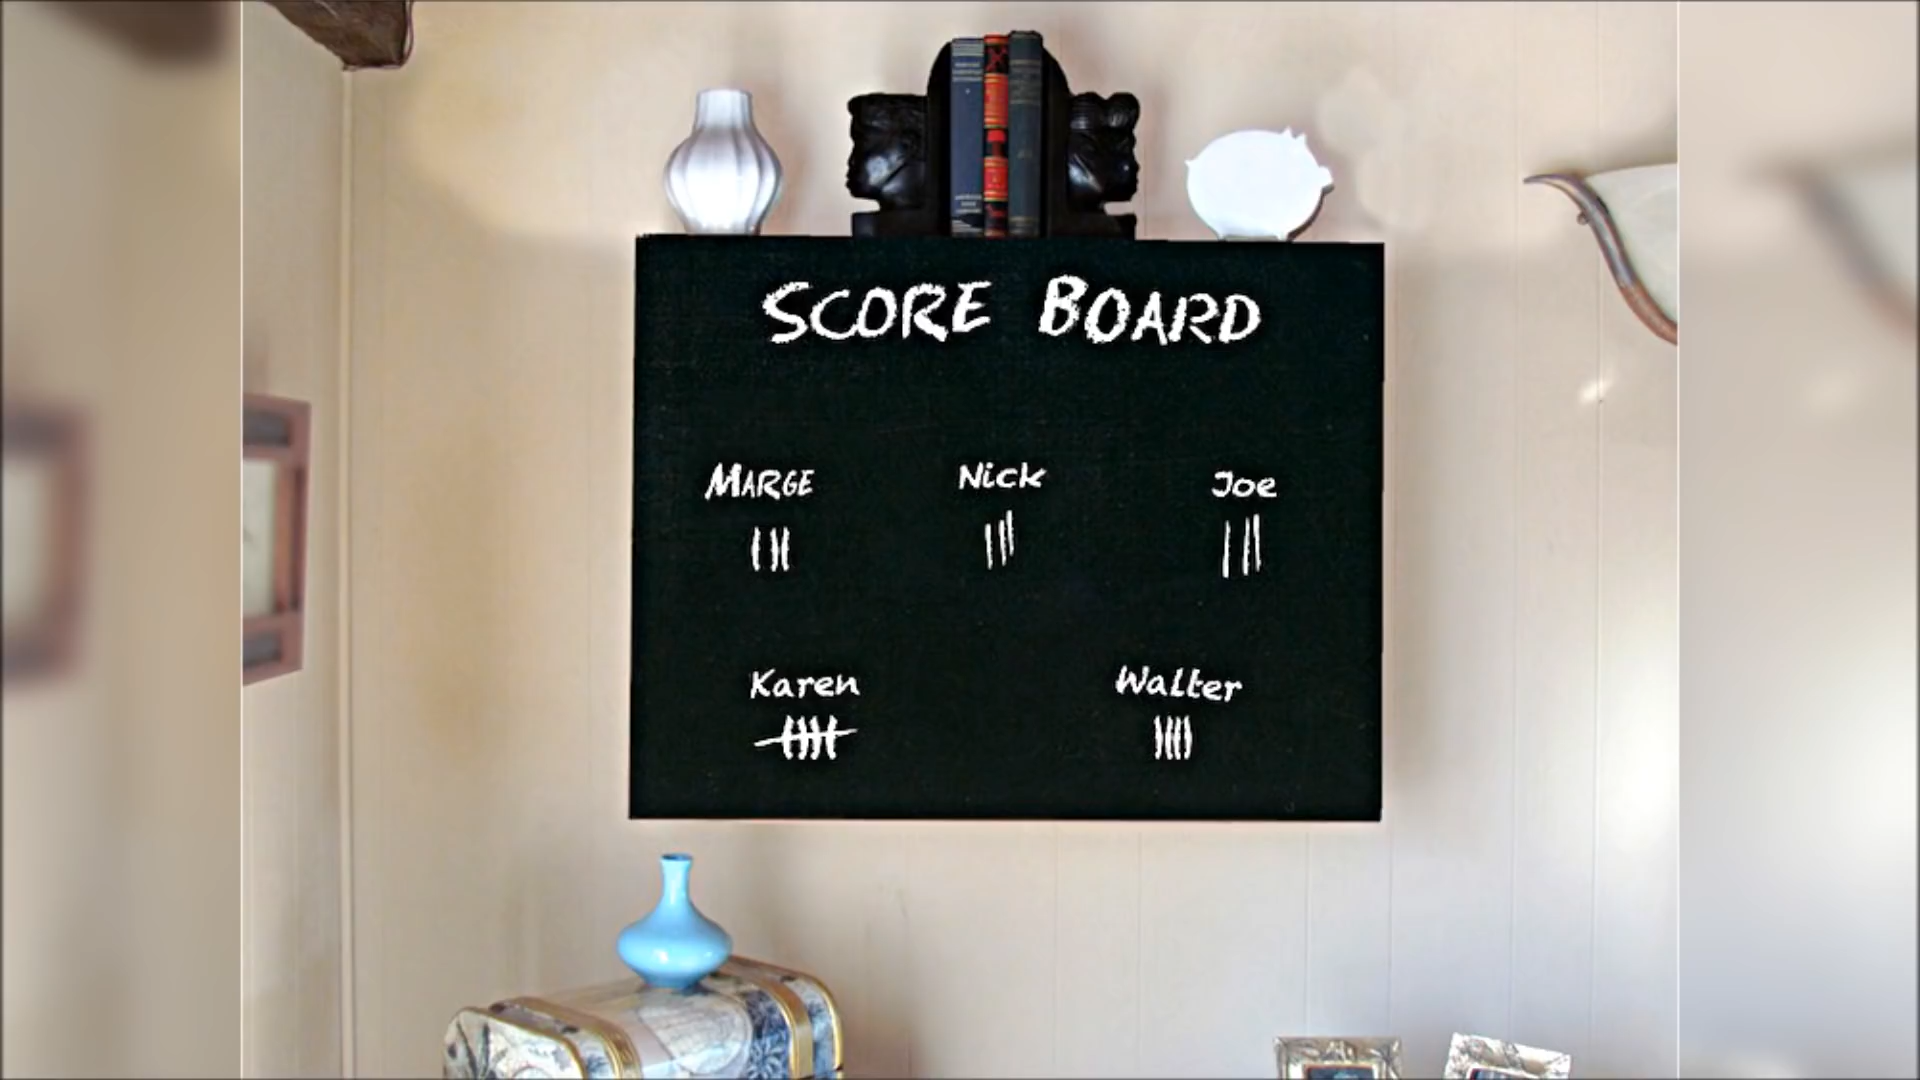 SCORE BOARD
MARGE Nick Joe
||| ||| |||
Karen Walter
~~||||~~ ||||